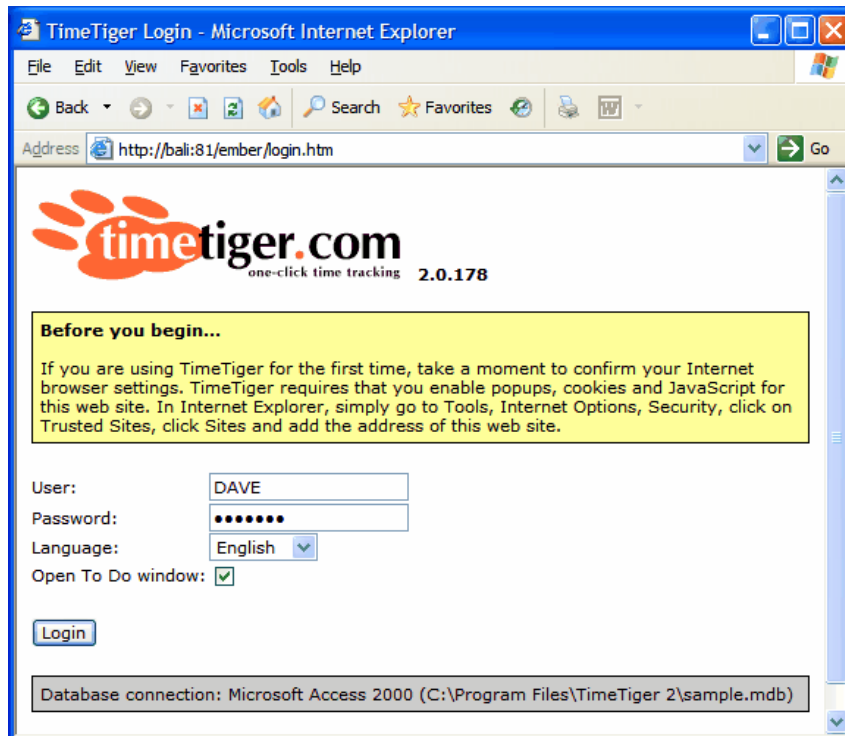 TimeTiger Login - Microsoft Internet Explorer
File Edit View Favorites Tools Help
Back Search Favorites
Address http://bali:81/ember/login.htm Go
timetiger.com
one-click time tracking 2.0.178
Before you begin...
If you are using TimeTiger for the first time, take a moment to confirm your Internet
browser settings. TimeTiger requires that you enable popups, cookies and JavaScript for
this web site. In Internet Explorer, simply go to Tools, Internet Options, Security, click on
Trusted Sites, click Sites and add the address of this web site.
User: DAVE
Password: •••••••
Language: English
Open To Do window:
Login
Database connection: Microsoft Access 2000 (C:\Program Files\TimeTiger 2\sample.mdb)